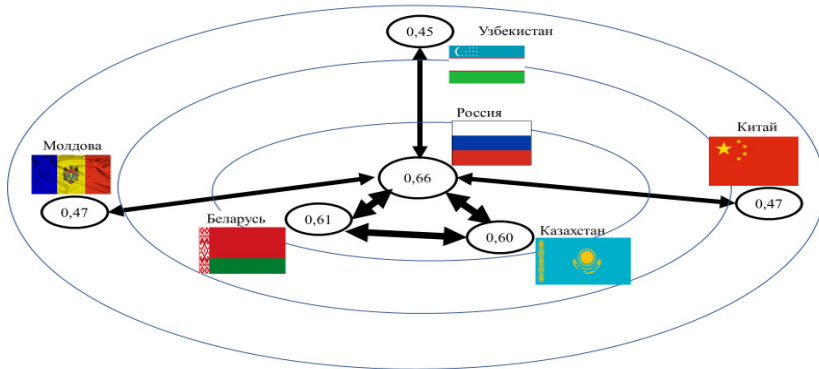 0,45
Узбекистан
Россия
Молдова
Китай
0,66
0,47
0,47
Беларусь
0,61
0,60
Казахстан